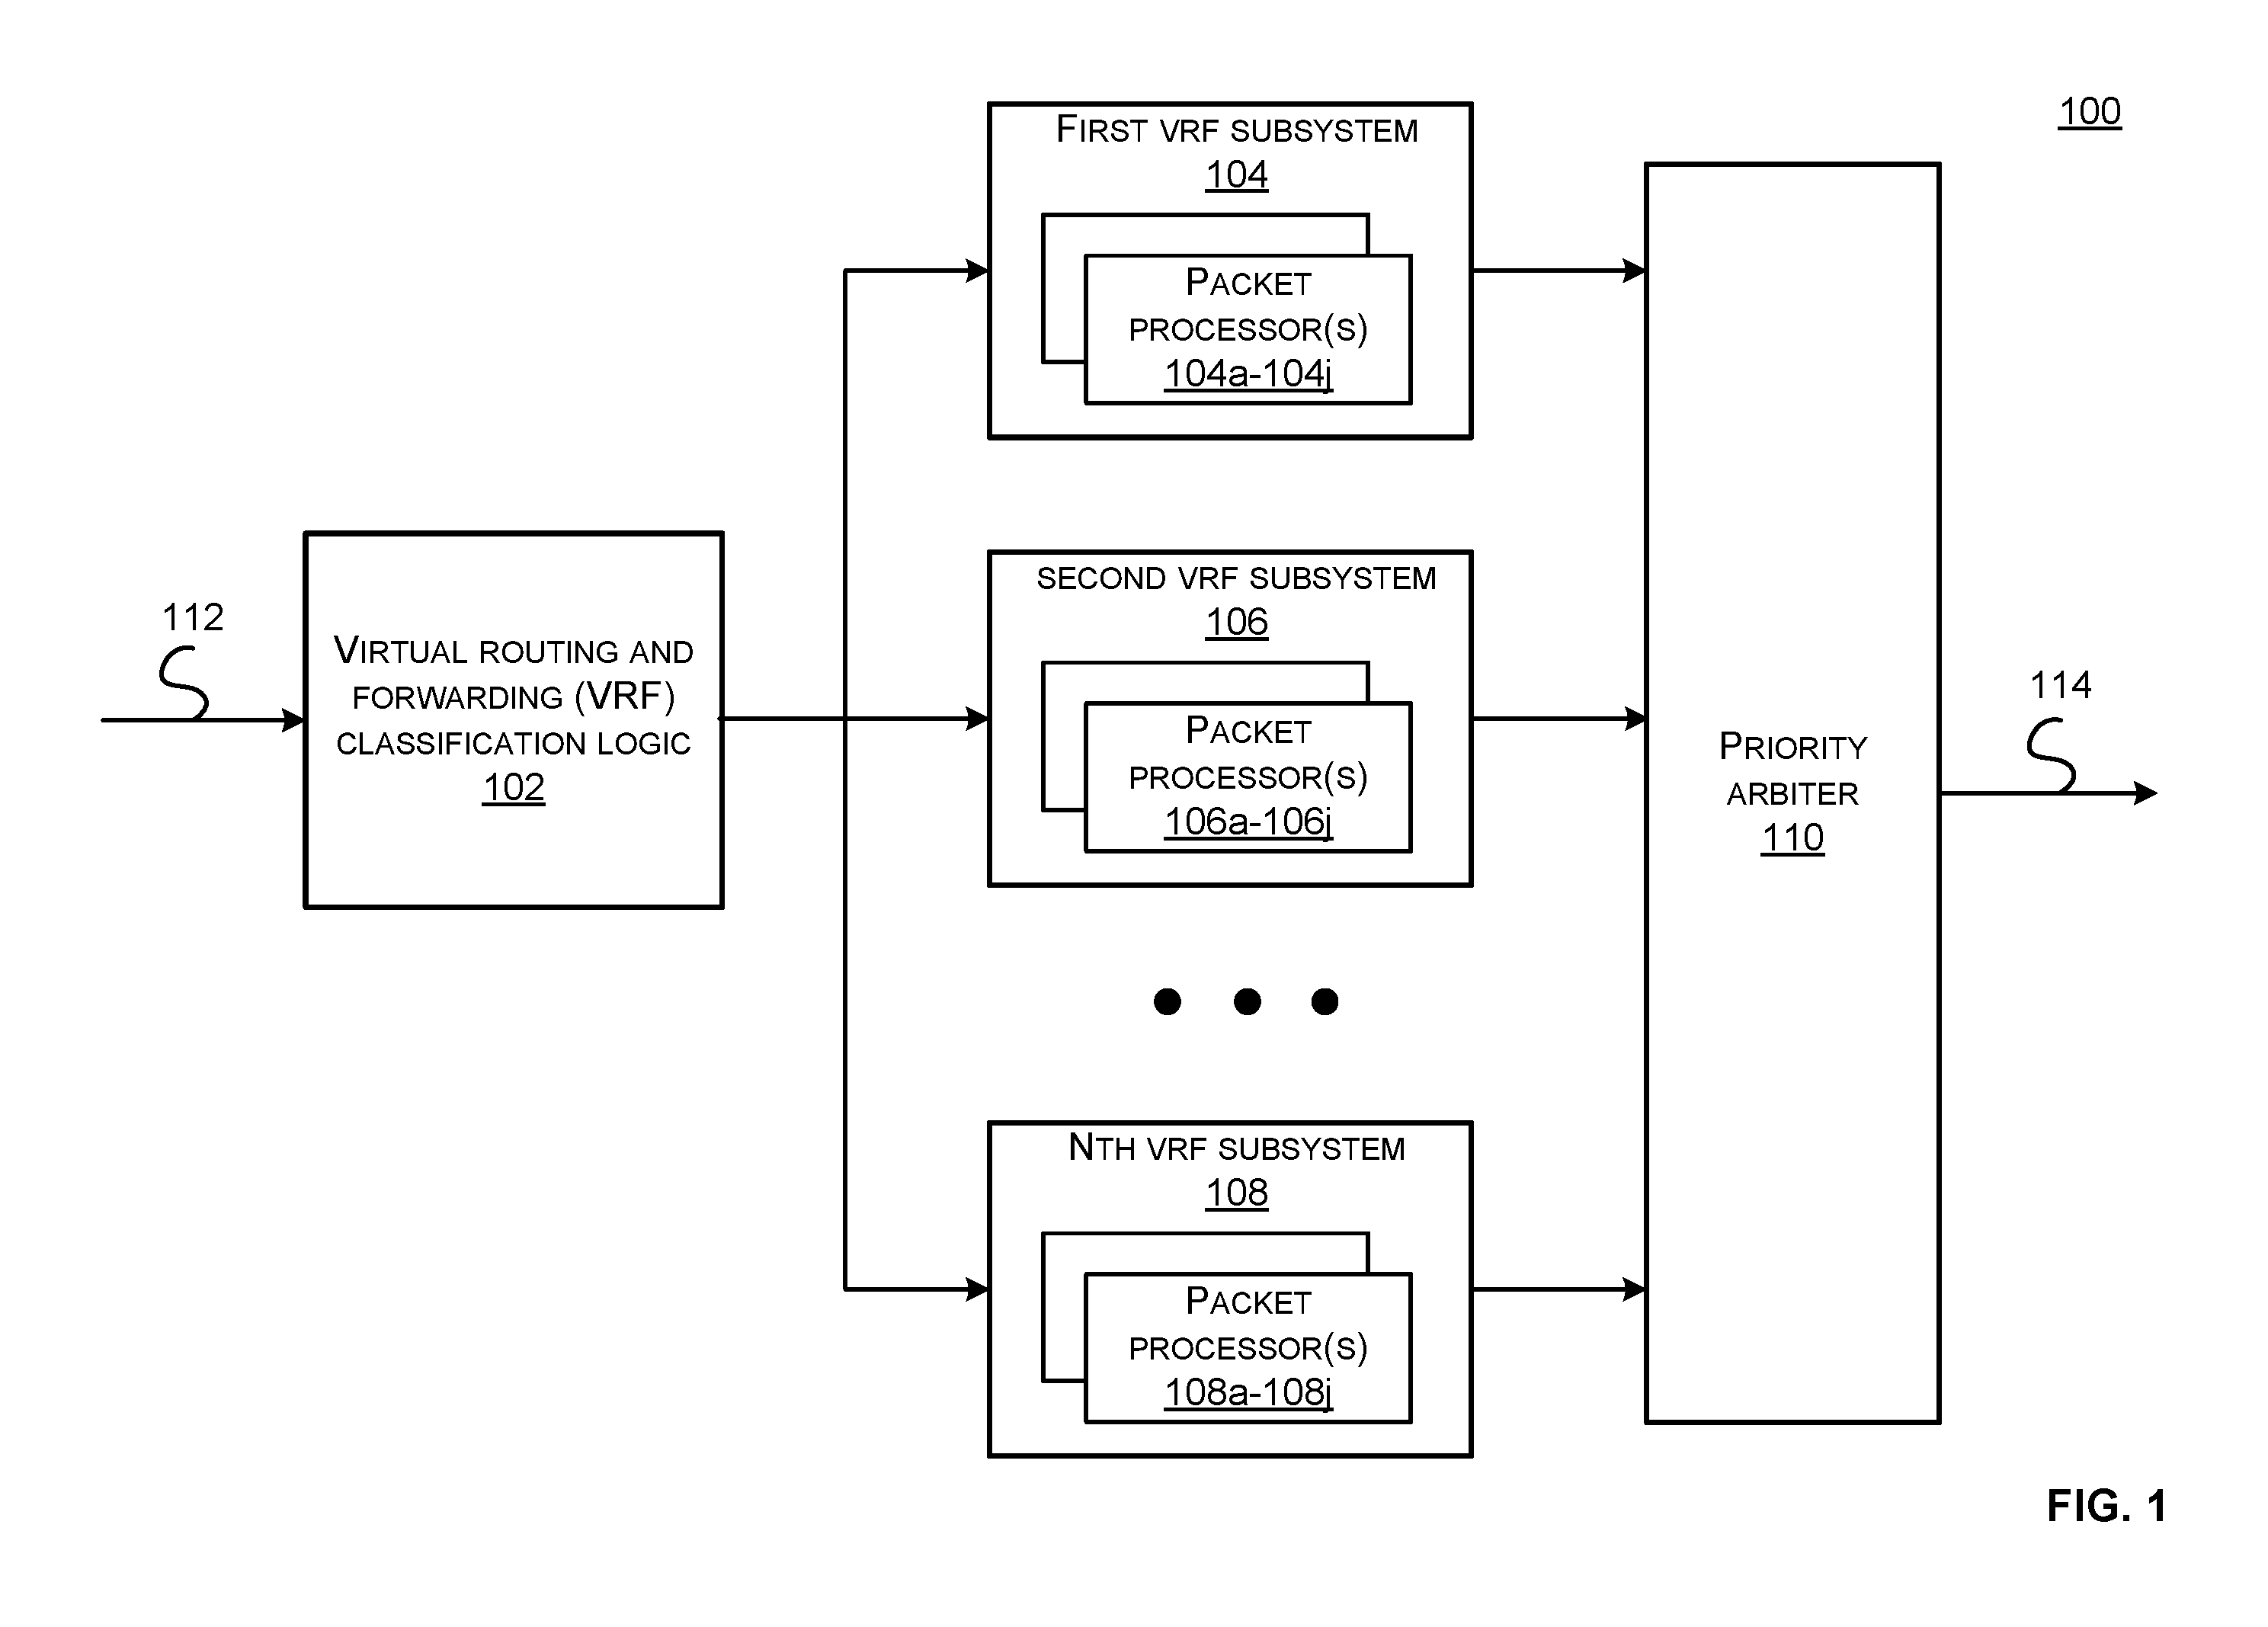 100
FIRST VRF SUBSYSTEM
104
PACKET
PROCESSOR(S)
104a-104j
112
VIRTUAL ROUTING AND
FORWARDING (VRF)
CLASSIFICATION LOGIC
102
SECOND VRF SUBSYSTEM
106
PACKET
PROCESSOR(S)
106a-106j
NTH VRF SUBSYSTEM
108
PACKET
PROCESSOR(S)
108a-108j
PRIORITY
ARBITER
110
114
FIG. 1